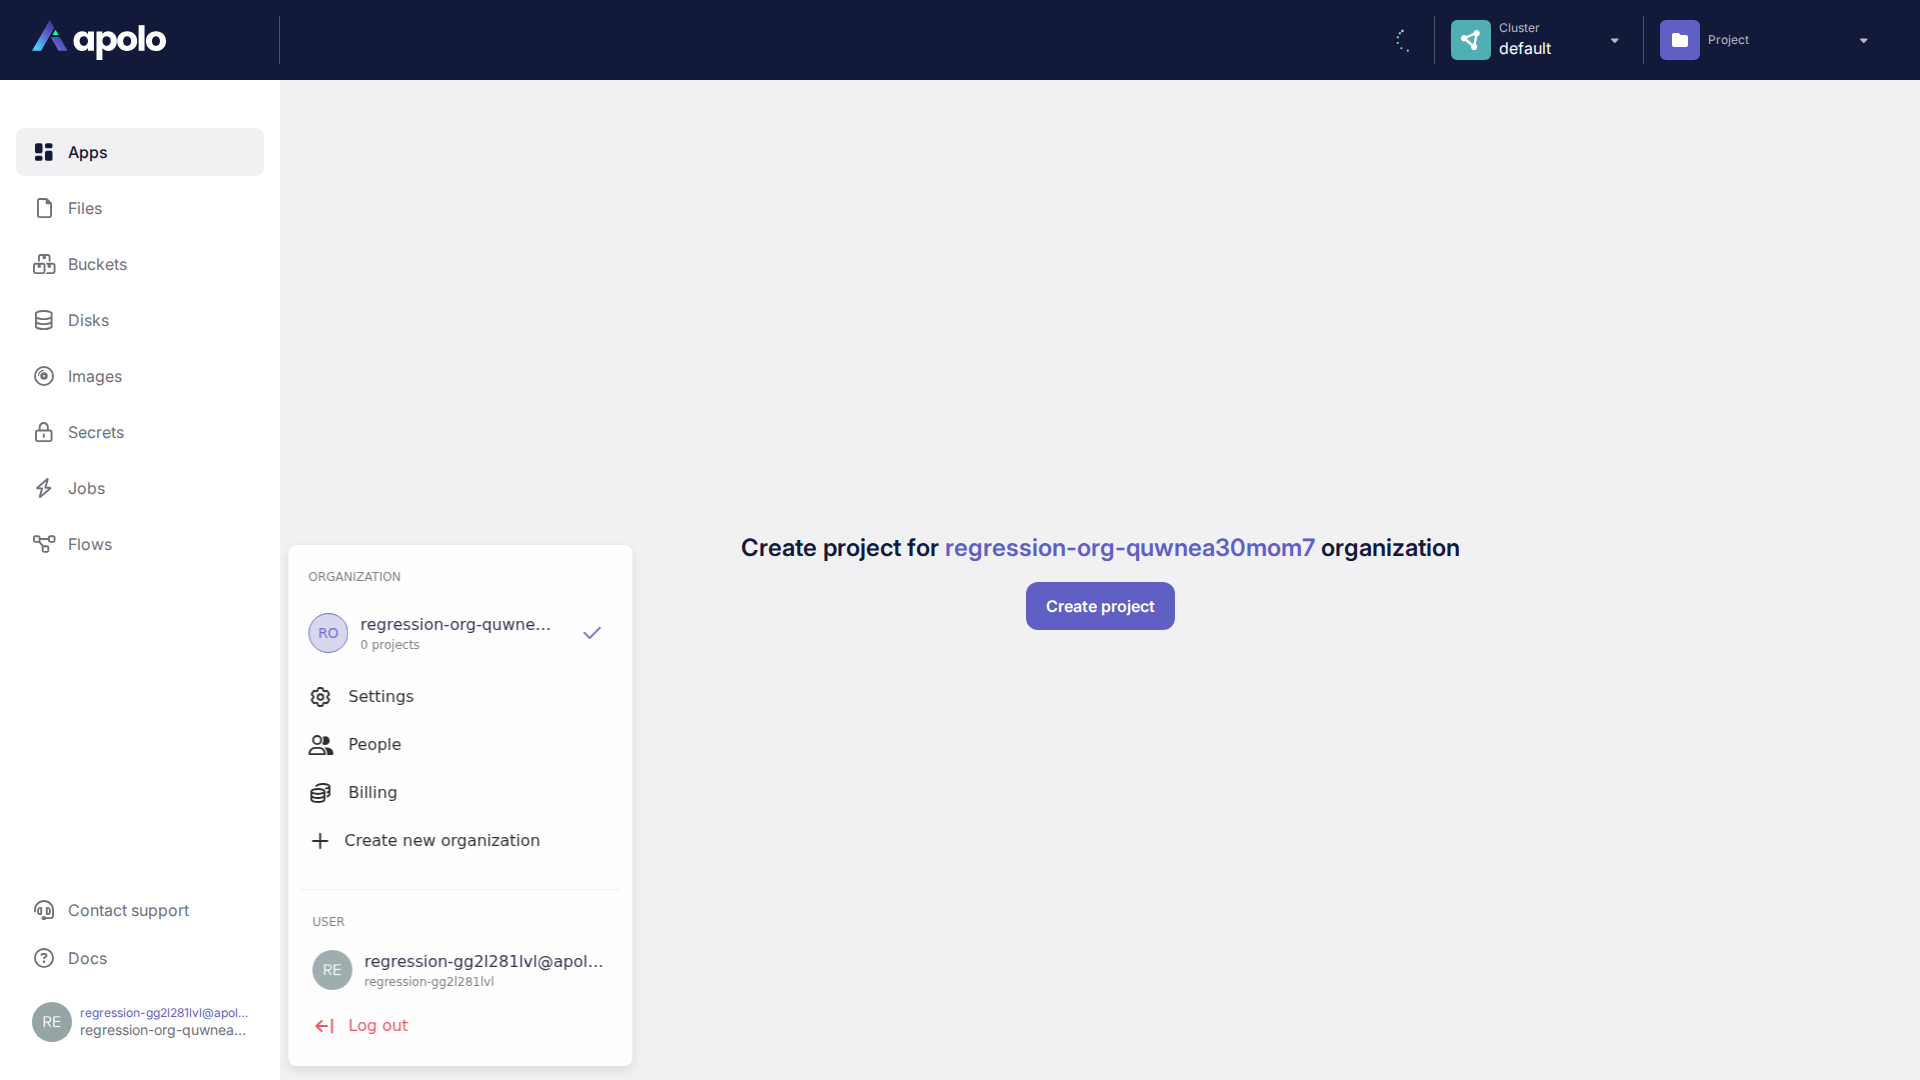 apolo
Cluster
default
Project
Apps
Files
Buckets
Disks
Images
Secrets
Jobs
Flows
Contact support
Docs
RE
regression-gg2l281lvl@apol...
regression-org-quwnea...
ORGANIZATION
RO
regression-org-quwne...
0 projects
Settings
People
Billing
Create new organization
USER
RE
regression-gg2l281lvl@apol...
regression-gg2l281lvl
Log out
Create project for regression-org-quwnea30mom7 organization
Create project